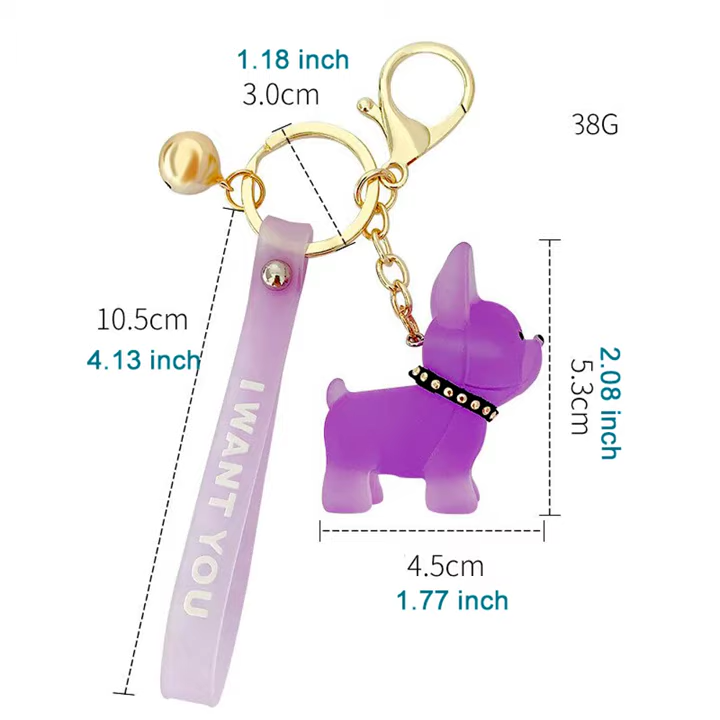 1.18 inch
3.0cm
38G
10.5cm
4.13 inch
I WANT YOU
2.08 inch
5.3cm
4.5cm
1.77 inch